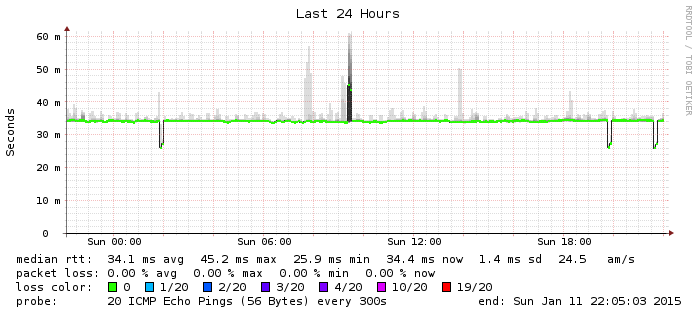 Last 24 Hours
RRDTOOL / TOBI OETIKER
Seconds
60 m
50 m
40 m
30 m
20 m
10 m
0
Sun 00:00 Sun 06:00 Sun 12:00 Sun 18:00
median rtt: 34.1 ms avg 45.2 ms max 25.9 ms min 34.4 ms now 1.4 ms sd 24.5 am/s
packet loss: 0.00 % avg 0.00 % max 0.00 % min 0.00 % now
loss color: 0 1/20 2/20 3/20 4/20 10/20 19/20
probe: 20 ICMP Echo Pings (56 Bytes) every 300s end: Sun Jan 11 22:05:03 2015